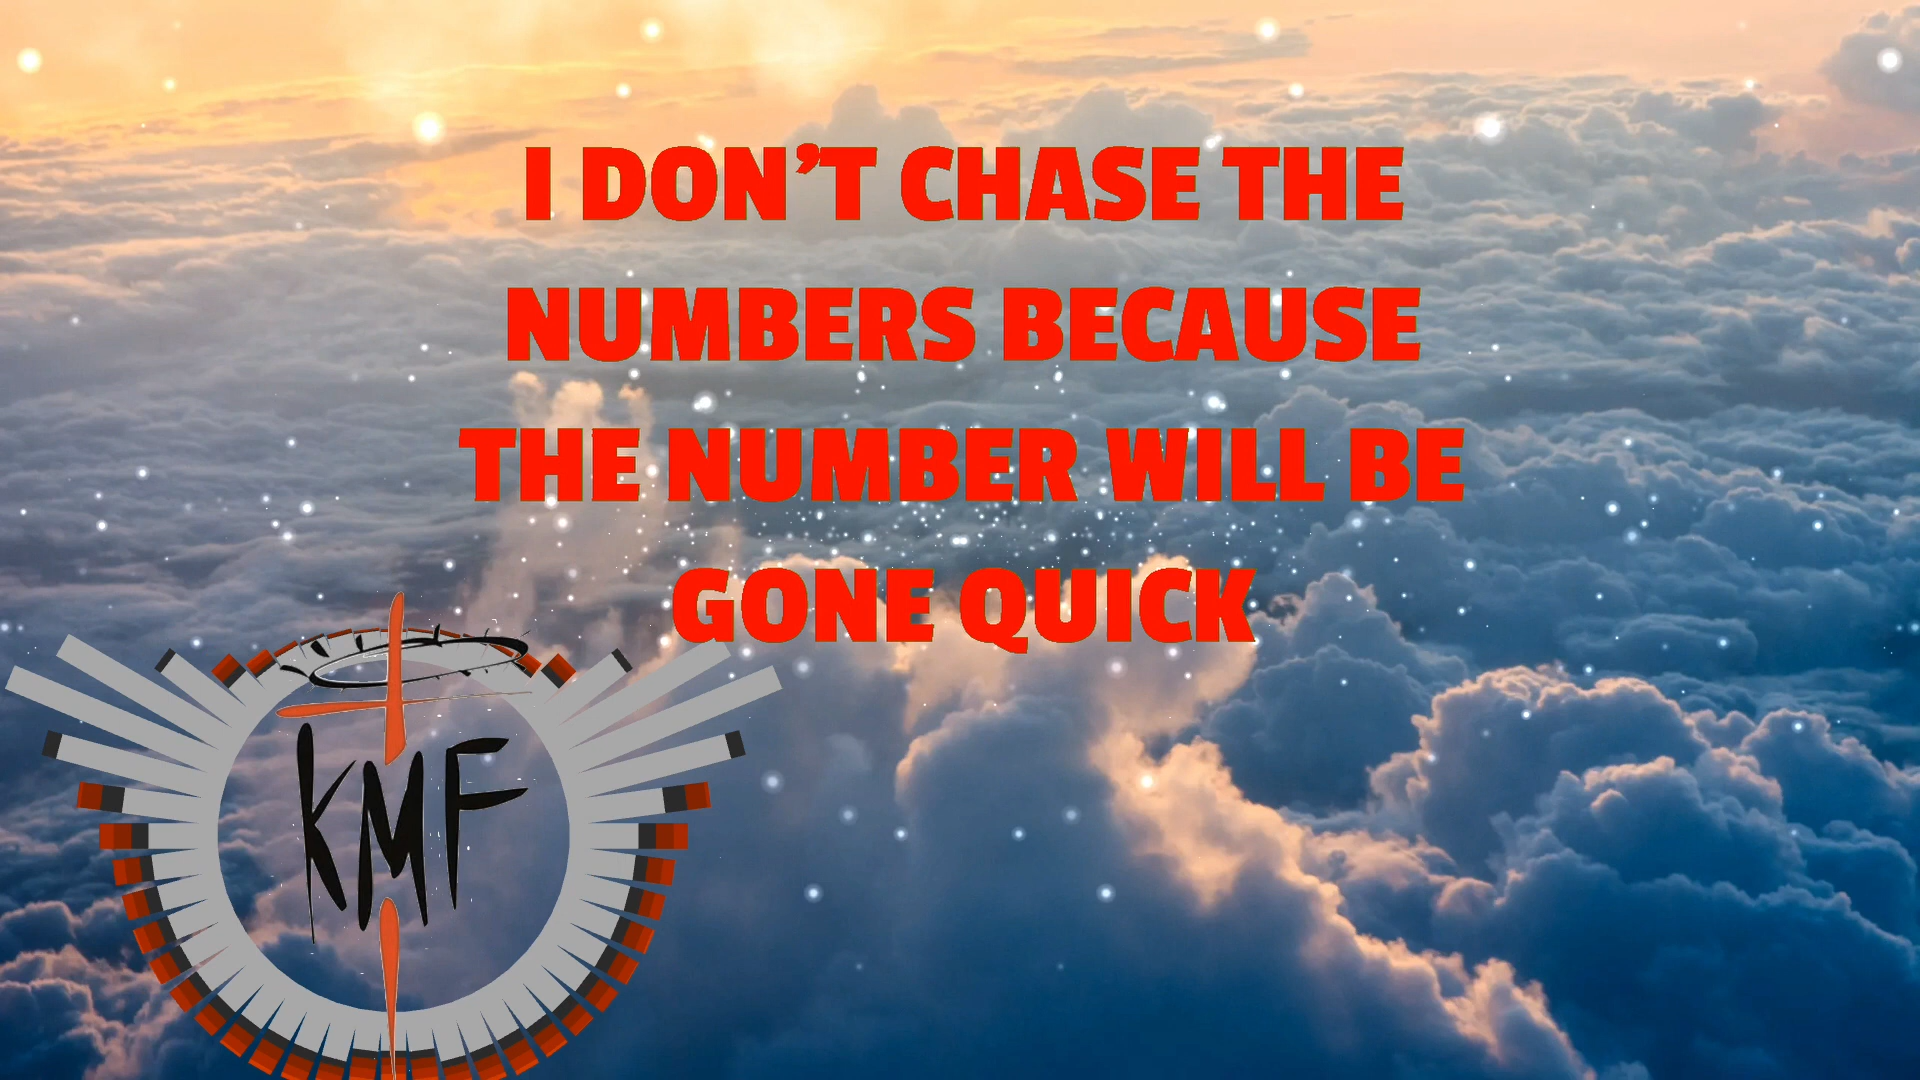 I DON’T CHASE THE
NUMBERS BECAUSE
THE NUMBER WILL BE
GONE QUICK
KMF